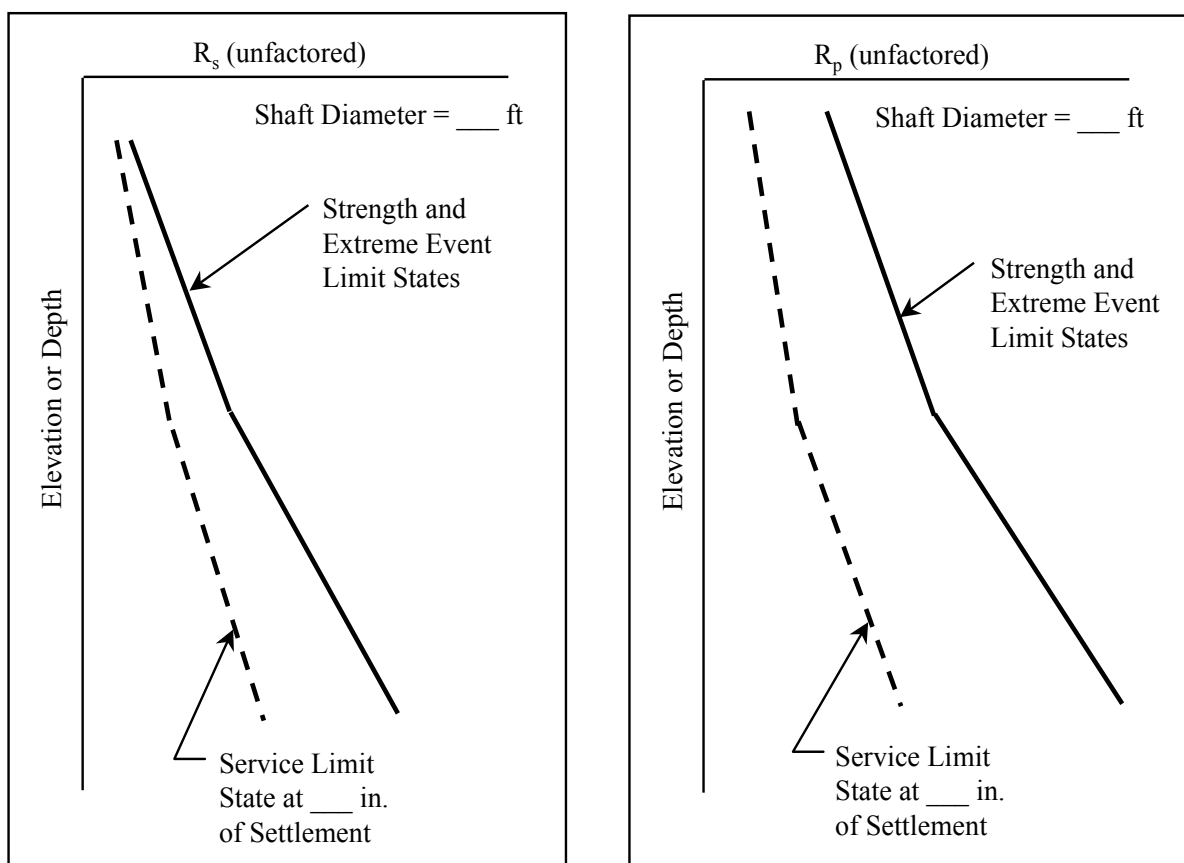 R_s (unfactored)
Shaft Diameter = ___ ft
Strength and
Extreme Event
Limit States
Elevation or Depth
Service Limit
State at ___ in.
of Settlement
R_p (unfactored)
Shaft Diameter = ___ ft
Strength and
Extreme Event
Limit States
Elevation or Depth
Service Limit
State at ___ in.
of Settlement